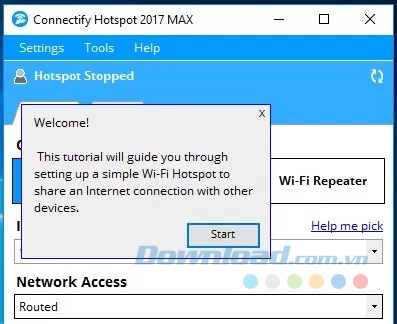 Connectify Hotspot 2017 MAX
Settings Tools Help
Hotspot Stopped
X
Welcome!
This tutorial will guide you through
setting up a simple Wi-Fi Hotspot to
share an Internet connection with other
devices.
Start
Wi-Fi Repeater
Help me pick
Download.com.vn
Network Access
Routed